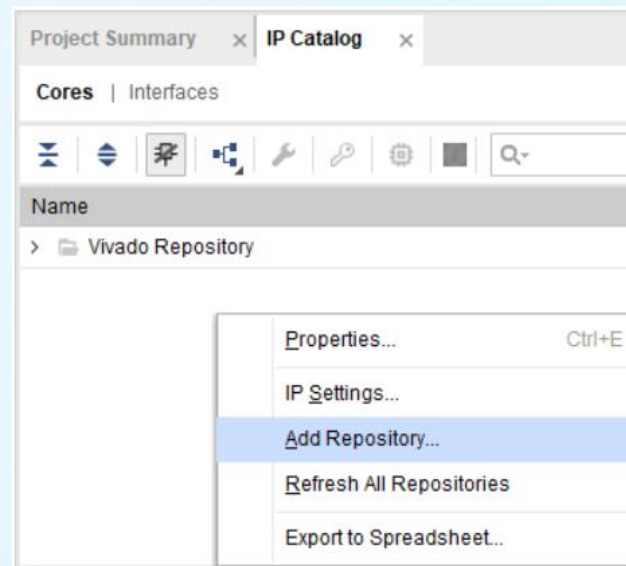 Project Summary × IP Catalog ×
Cores | Interfaces
Name
> Vivado Repository
Properties... Ctrl+E
IP Settings...
Add Repository...
Refresh All Repositories
Export to Spreadsheet...